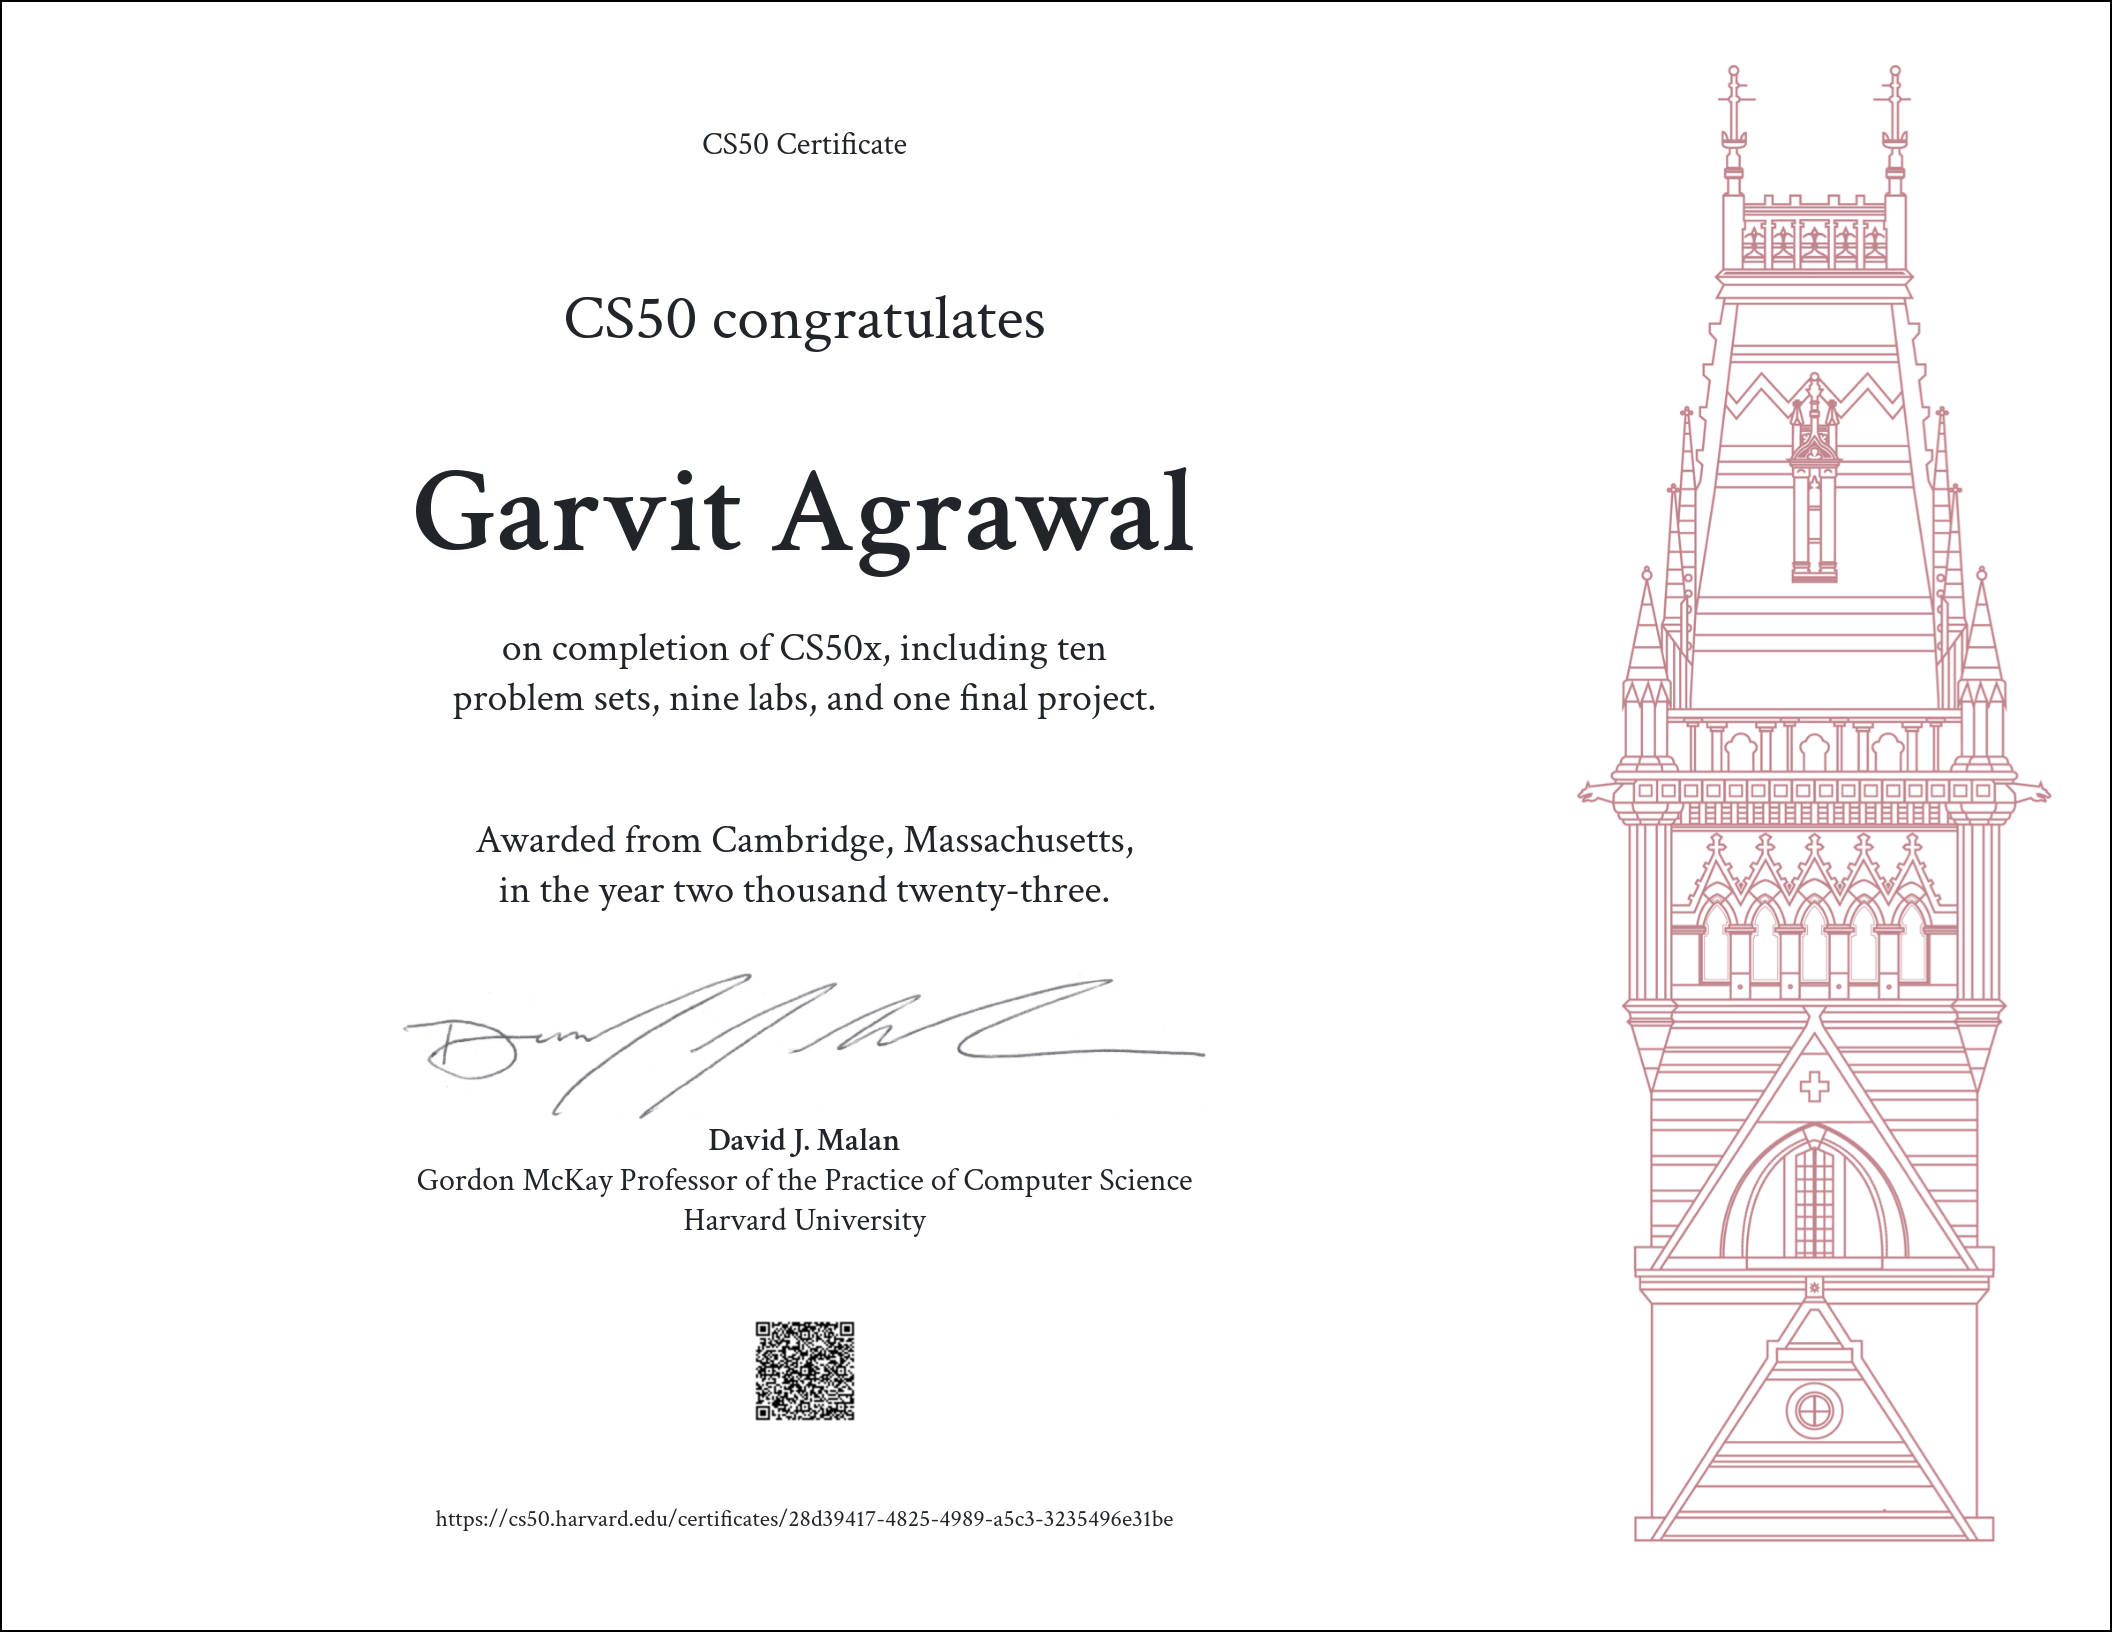 CS50 Certificate
CS50 congratulates
Garvit Agrawal
on completion of CS50x, including ten
problem sets, nine labs, and one final project.
Awarded from Cambridge, Massachusetts,
in the year two thousand twenty-three.
David J. Malan
Gordon McKay Professor of the Practice of Computer Science
Harvard University
https://cs50.harvard.edu/certificates/28d39417-4825-4989-a5c3-3235496e31be